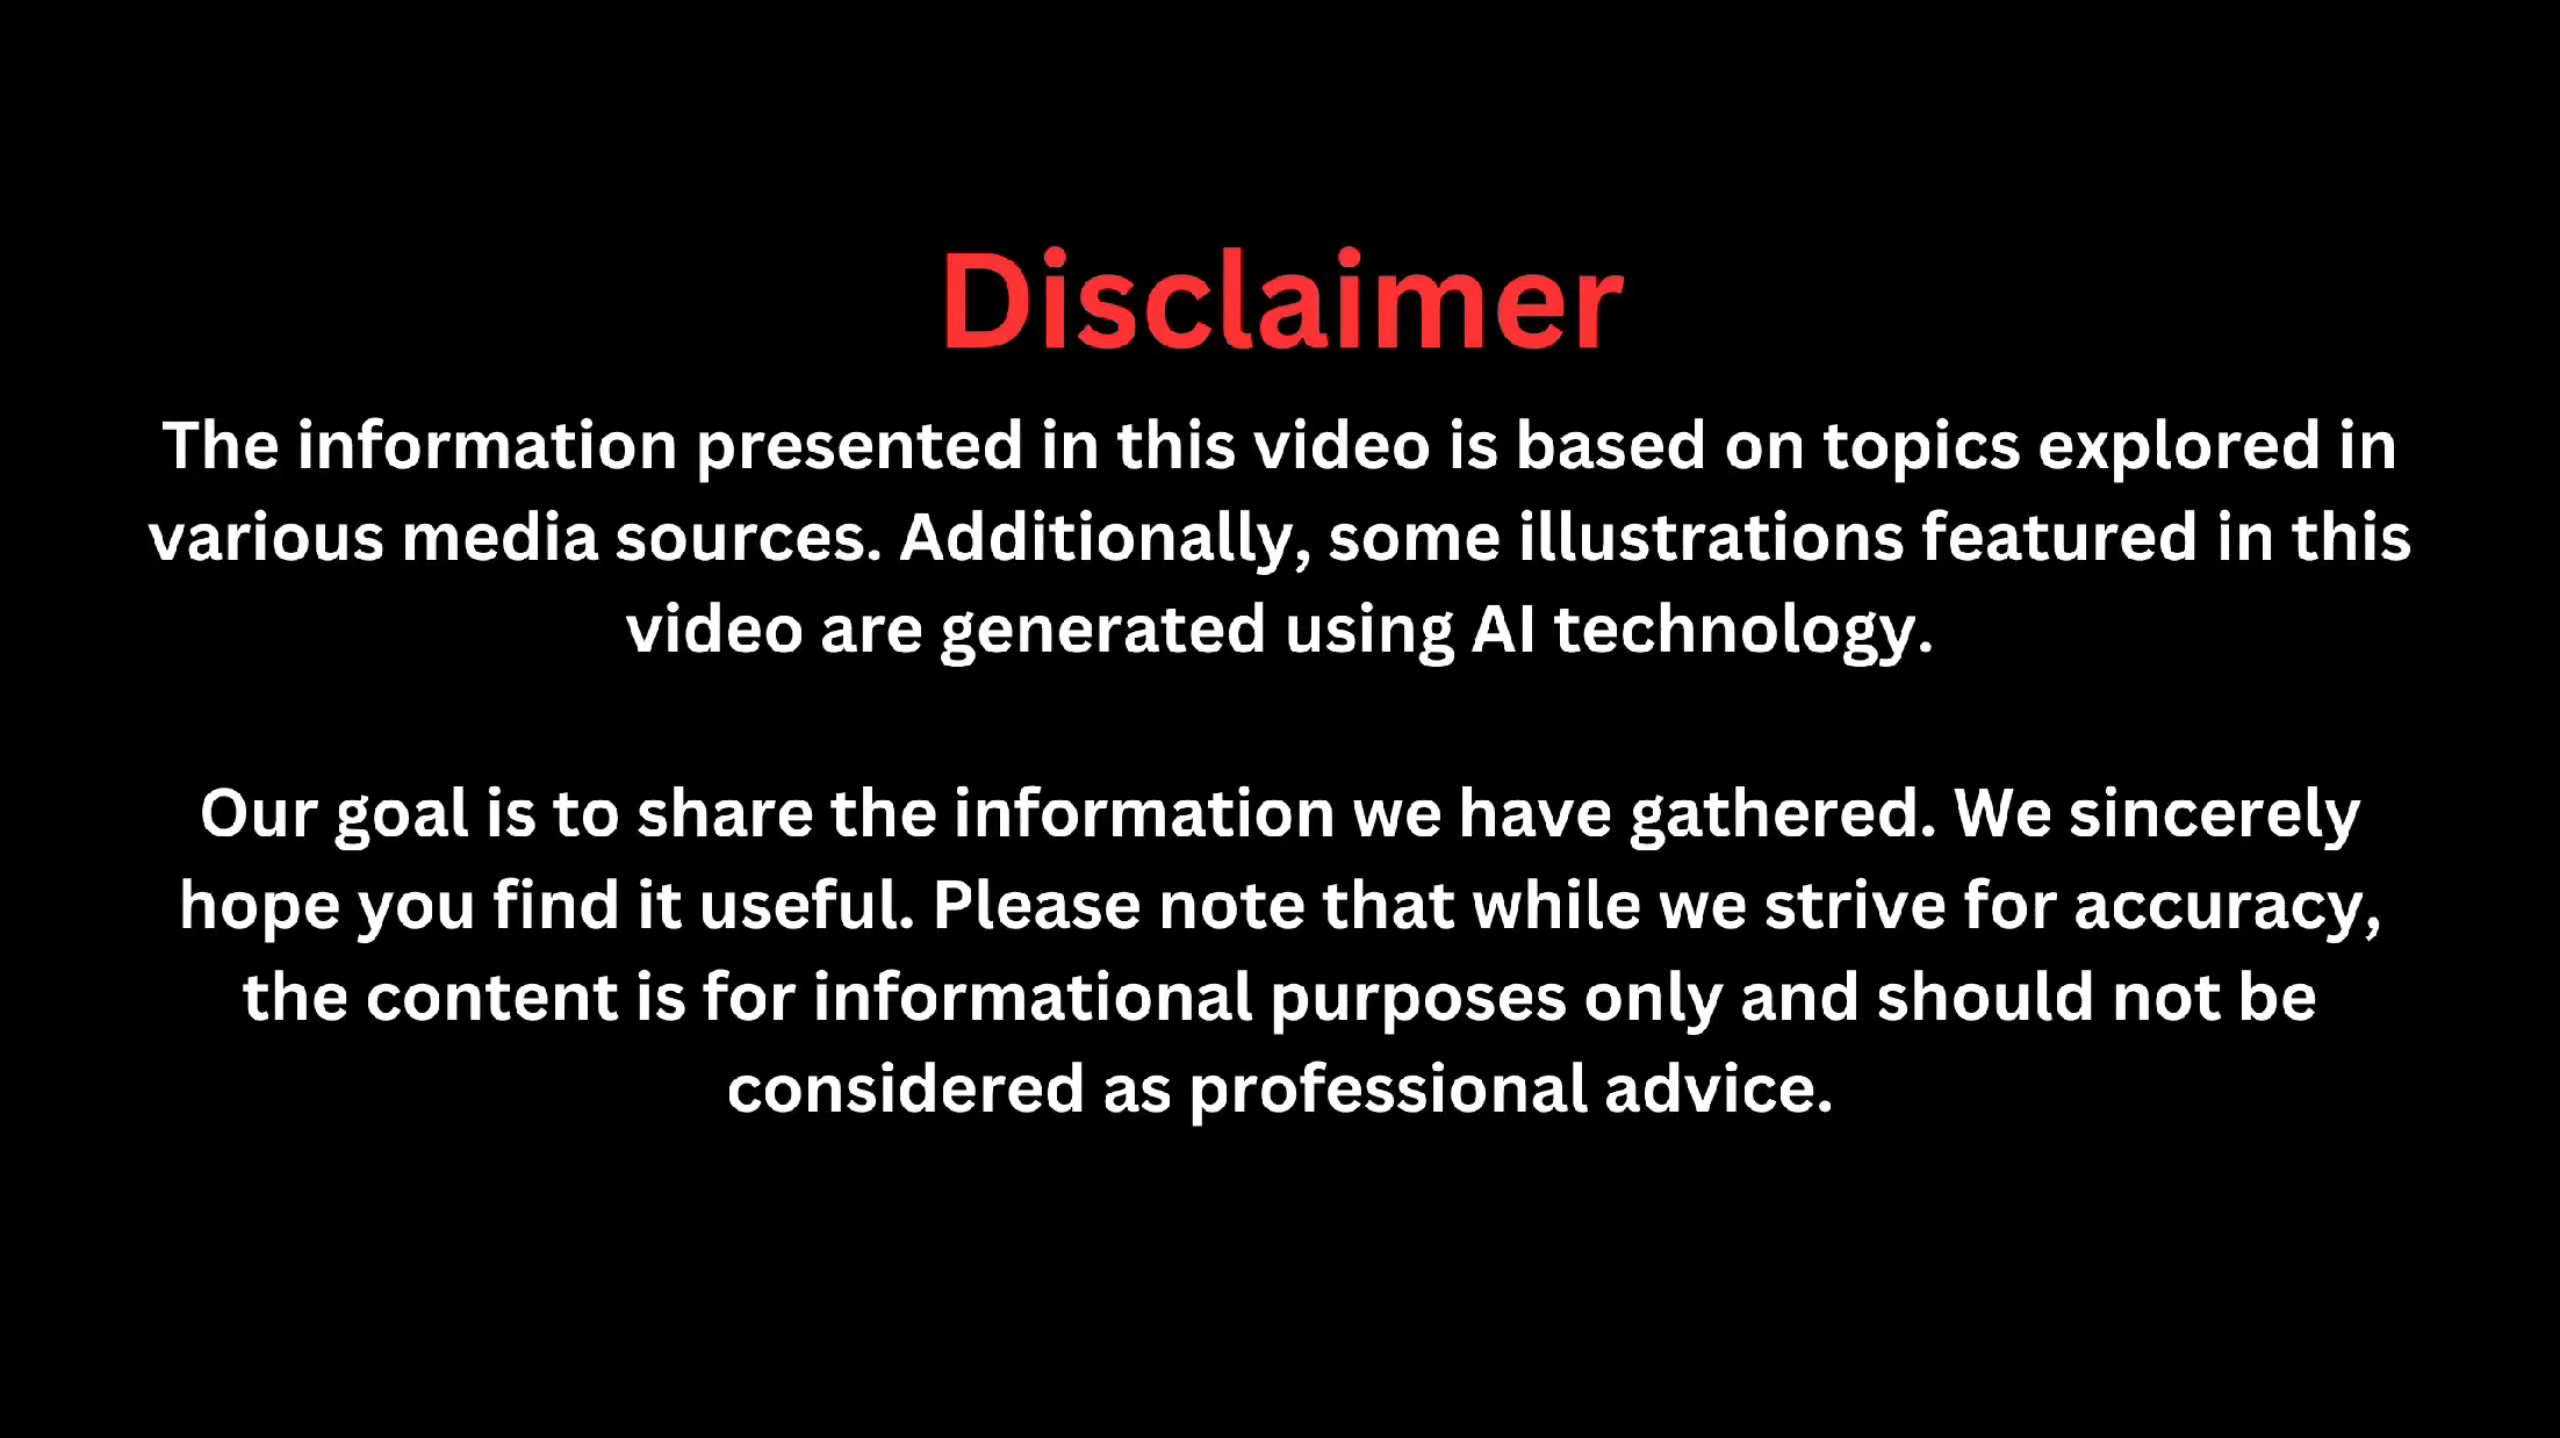 Disclaimer
The information presented in this video is based on topics explored in
various media sources. Additionally, some illustrations featured in this
video are generated using AI technology.
Our goal is to share the information we have gathered. We sincerely
hope you find it useful. Please note that while we strive for accuracy,
the content is for informational purposes only and should not be
considered as professional advice.